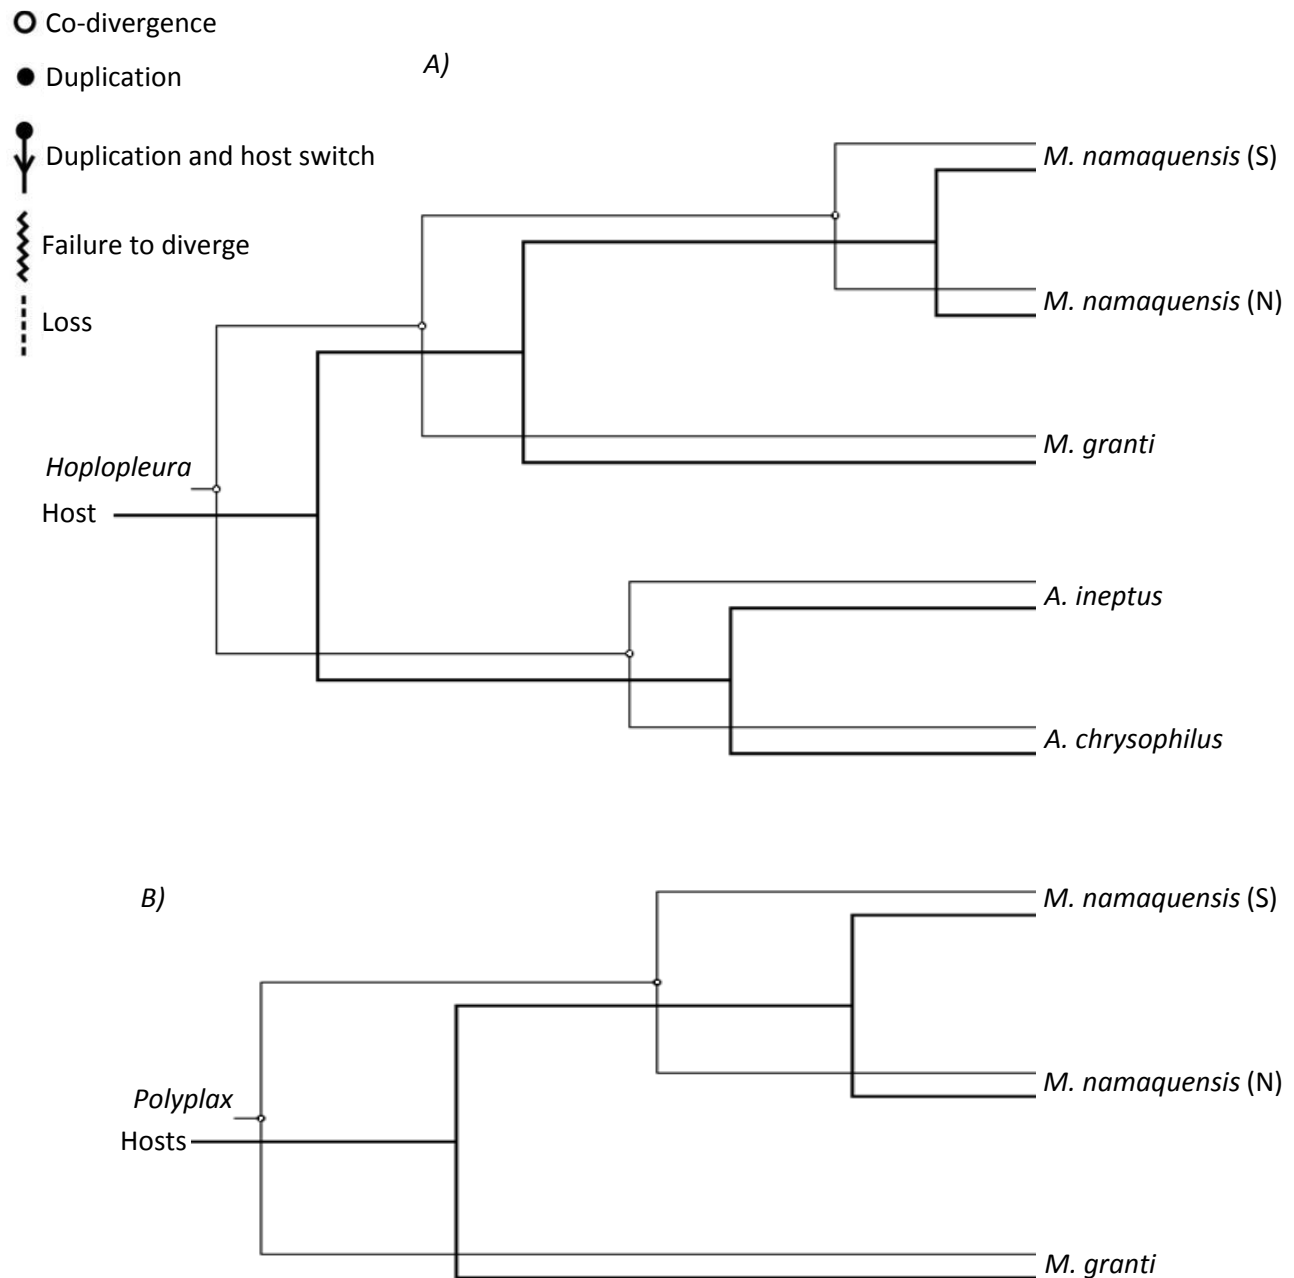 Co-divergence
Duplication
A)
Duplication and host switch
M. namaquensis (S)
Failure to diverge
M. namaquensis (N)
Loss
M. granti
Hoplopleura
Host
A. ineptus
A. chrysophilus
B)
M. namaquensis (S)
M. namaquensis (N)
Polyplax
Hosts
M. granti